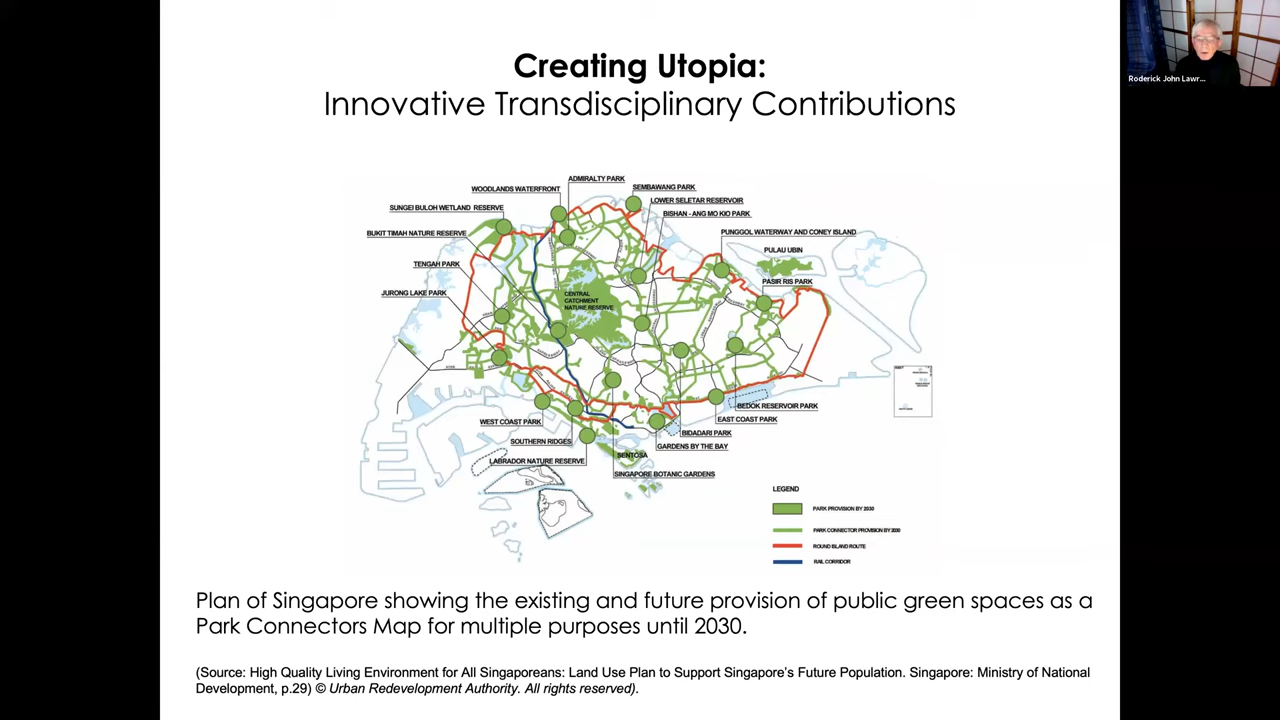 Creating Utopia:
Innovative Transdisciplinary Contributions
Roderick John Lawr...
ADMIRALTY PARK
WOODLANDS WATERFRONT
SEMBAWANG PARK
LOWER SELETAR RESERVOIR
SUNGEI BULOH WETLAND RESERVE
BISHAN - ANG MO KIO PARK
BUKIT TIMAH NATURE RESERVE
PUNGGOL WATERWAY AND CONEY ISLAND
PULAU UBIN
TENGAH PARK
PASIR RIS PARK
JURONG LAKE PARK
CENTRAL
CATCHMENT
NATURE RESERVE
BEDOK RESERVOIR PARK
WEST COAST PARK
EAST COAST PARK
BIDADARI PARK
SOUTHERN RIDGES
GARDENS BY THE BAY
SENTOSA
LABRADOR NATURE RESERVE
SINGAPORE BOTANIC GARDENS
LEGEND
PARK PROVISION BY 2030
PARK CONNECTOR PROVISION BY 2030
ROUND ISLAND ROUTE
RAIL CORRIDOR
Plan of Singapore showing the existing and future provision of public green spaces as a
Park Connectors Map for multiple purposes until 2030.
(Source: High Quality Living Environment for All Singaporeans: Land Use Plan to Support Singapore's Future Population. Singapore: Ministry of National
Development, p.29) © Urban Redevelopment Authority. All rights reserved).